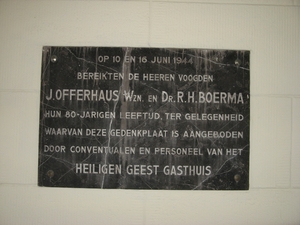 OP 10 EN 16 JUNI 1944
BEREIKTEN DE HEEREN VOOGDEN
J. OFFERHAUS WZN. EN DR. R.H. BOERMA
HUN 80-JARIGEN LEEFTIJD, TER GELEGENHEID
WAARVAN DEZE GEDENKPLAAT IS AANGEBODEN
DOOR CONVENTUALEN EN PERSONEEL VAN HET
HEILIGEN GEEST GASTHUIS